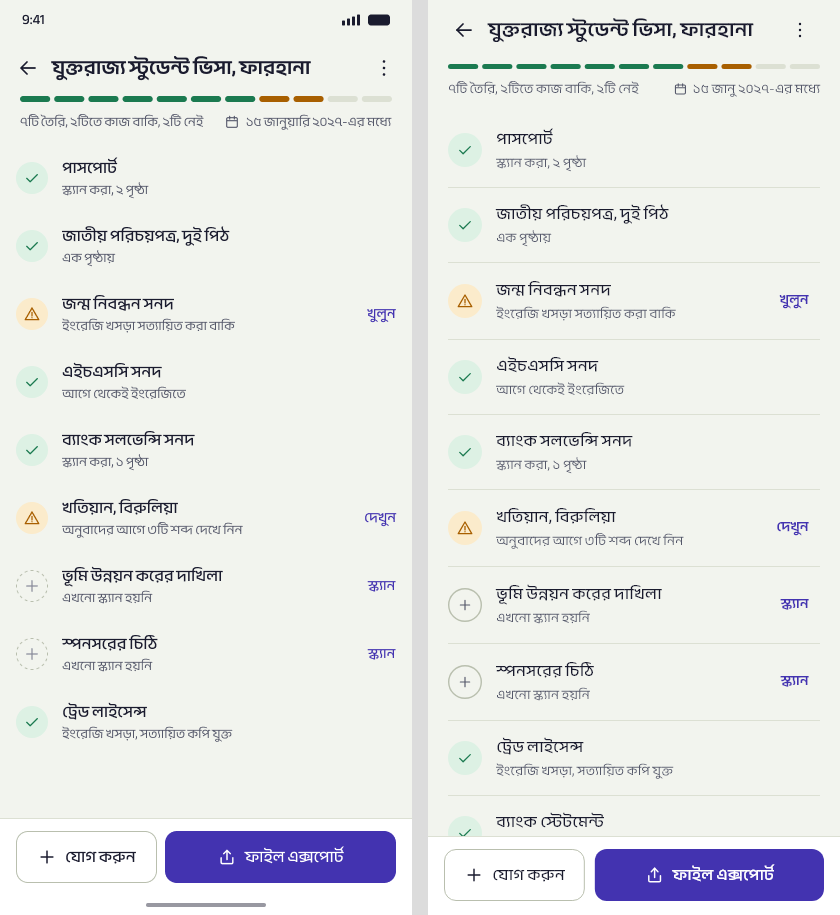 9:41
যুক্তরাজ্য স্টুডেন্ট ভিসা, ফারহানা
৭টি তৈরি, ২টিতে কাজ বাকি, ২টি নেই
১৫ জানুয়ারি ২০২৭-এর মধ্যে
পাসপোর্ট
স্ক্যান করা, ২ পৃষ্ঠা
জাতীয় পরিচয়পত্র, দুই পিঠ
এক পৃষ্ঠায়
জন্ম নিবন্ধন সনদ
ইংরেজি খসড়া সত্যায়িত করা বাকি
খুলুন
এইচএসসি সনদ
আগে থেকেই ইংরেজিতে
ব্যাংক সলভেন্সি সনদ
স্ক্যান করা, ১ পৃষ্ঠা
খতিয়ান, বিরুলিয়া
অনুবাদের আগে ৩টি শব্দ দেখে নিন
দেখুন
ভূমি উন্নয়ন করের দাখিলা
এখনো স্ক্যান হয়নি
স্ক্যান
স্পনসরের চিঠি
এখনো স্ক্যান হয়নি
স্ক্যান
ট্রেড লাইসেন্স
ইংরেজি খসড়া, সত্যায়িত কপি যুক্ত
যোগ করুন
ফাইল এক্সপোর্ট
যুক্তরাজ্য স্টুডেন্ট ভিসা, ফারহানা
৭টি তৈরি, ২টিতে কাজ বাকি, ২টি নেই
১৫ জানু ২০২৭-এর মধ্যে
পাসপোর্ট
স্ক্যান করা, ২ পৃষ্ঠা
জাতীয় পরিচয়পত্র, দুই পিঠ
এক পৃষ্ঠায়
জন্ম নিবন্ধন সনদ
ইংরেজি খসড়া সত্যায়িত করা বাকি
খুলুন
এইচএসসি সনদ
আগে থেকেই ইংরেজিতে
ব্যাংক সলভেন্সি সনদ
স্ক্যান করা, ১ পৃষ্ঠা
খতিয়ান, বিরুলিয়া
অনুবাদের আগে ৩টি শব্দ দেখে নিন
দেখুন
ভূমি উন্নয়ন করের দাখিলা
এখনো স্ক্যান হয়নি
স্ক্যান
স্পনসরের চিঠি
এখনো স্ক্যান হয়নি
স্ক্যান
ট্রেড লাইসেন্স
ইংরেজি খসড়া, সত্যায়িত কপি যুক্ত
ব্যাংক স্টেটমেন্ট
যোগ করুন
ফাইল এক্সপোর্ট